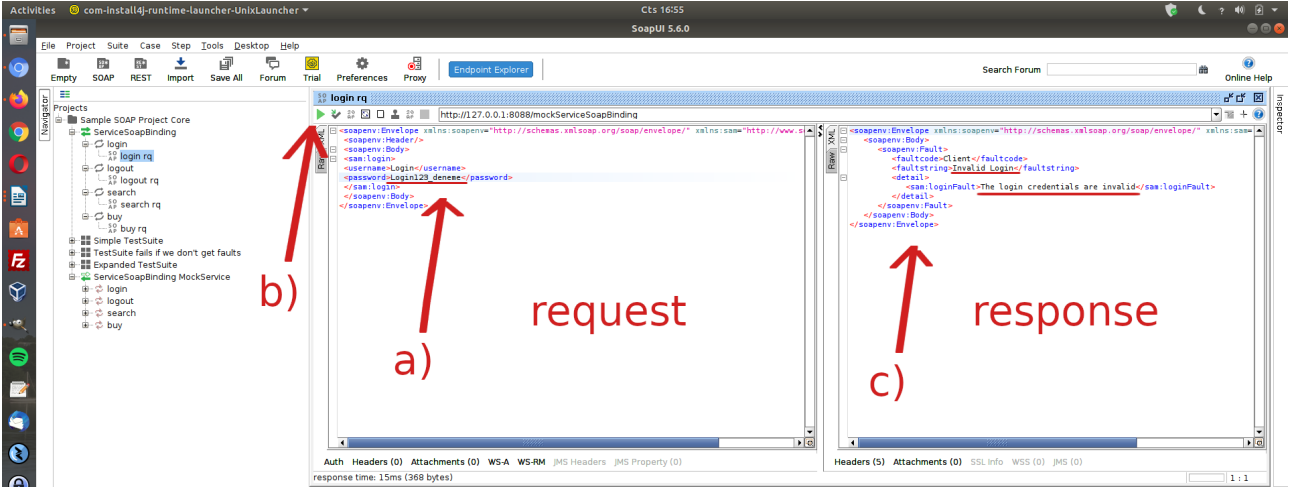 Activities com-install4j-runtime-launcher-UnixLauncher Cts 16:55
SoapUI 5.6.0
File Project Suite Case Step Tools Desktop Help
Empty SOAP REST Import Save All Forum Trial Preferences Proxy Endpoint Explorer Search Forum Online Help
Navigator
Projects
Sample SOAP Project Core
ServiceSoapBinding
login
login rq
logout
logout rq
search
search rq
buy
buy rq
Simple TestSuite
TestSuite fails if we don't get faults
Expanded TestSuite
ServiceSoapBinding MockService
login
logout
search
buy
b)
login rq
http://127.0.0.1:8088/mockServiceSoapBinding
XML
Raw
<soapenv:Envelope xmlns:soapenv="http://schemas.xmlsoap.org/soap/envelope/" xmlns:sam="http://www.s
<soapenv:Header/>
<soapenv:Body>
<sam:login>
<username>Login</username>
<password>Login123_deneme</password>
</sam:login>
</soapenv:Body>
</soapenv:Envelope>
request
a)
XML
Raw
<soapenv:Envelope xmlns:soapenv="http://schemas.xmlsoap.org/soap/envelope/" xmlns:sam=
<soapenv:Body>
<soapenv:Fault>
<faultcode>Client</faultcode>
<faultstring>Invalid Login</faultstring>
<detail>
<sam:loginFault>The login credentials are invalid</sam:loginFault>
</detail>
</soapenv:Fault>
</soapenv:Body>
</soapenv:Envelope>
response
c)
Auth Headers (0) Attachments (0) WS-A WS-RM JMS Headers JMS Property (0)
Headers (5) Attachments (0) SSL Info WSS (0) JMS (0)
response time: 15ms (368 bytes)
1 : 1
Inspector